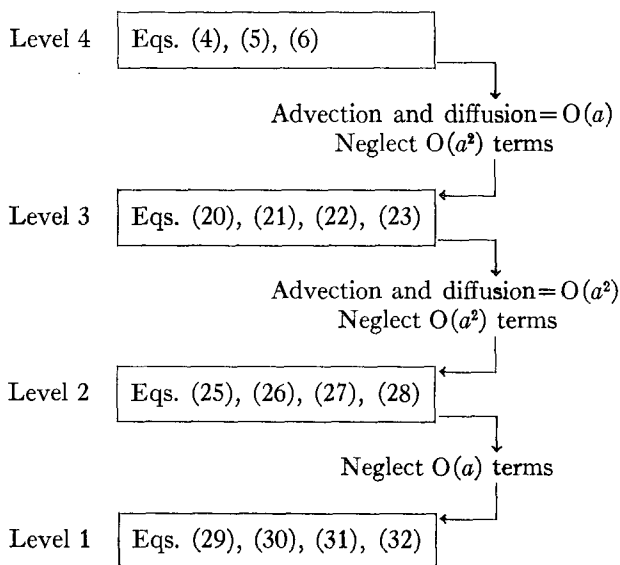 Level 4 Eqs. (4), (5), (6)
Advection and diffusion=O(a)
Neglect O(a²) terms
Level 3 Eqs. (20), (21), (22), (23)
Advection and diffusion=O(a²)
Neglect O(a²) terms
Level 2 Eqs. (25), (26), (27), (28)
Neglect O(a) terms
Level 1 Eqs. (29), (30), (31), (32)